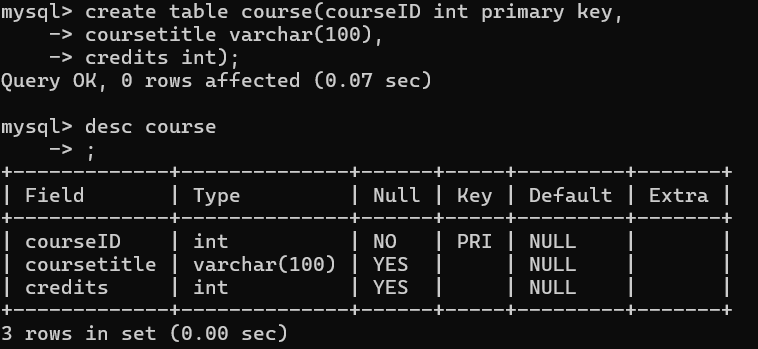 mysql> create table course(courseID int primary key,
    -> coursetitle varchar(100),
    -> credits int);
Query OK, 0 rows affected (0.07 sec)

mysql> desc course
    -> ;
+-------------+--------------+------+-----+---------+-------+
| Field       | Type         | Null | Key | Default | Extra |
+-------------+--------------+------+-----+---------+-------+
| courseID    | int          | NO   | PRI | NULL    |       |
| coursetitle | varchar(100) | YES  |     | NULL    |       |
| credits     | int          | YES  |     | NULL    |       |
+-------------+--------------+------+-----+---------+-------+
3 rows in set (0.00 sec)